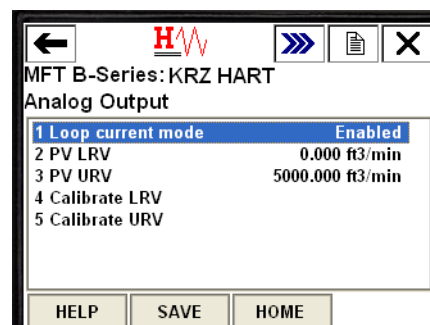 H
MFT B-Series: KRZ HART
Analog Output
1 Loop current mode Enabled
2 PV LRV 0.000 ft3/min
3 PV URV 5000.000 ft3/min
4 Calibrate LRV
5 Calibrate URV
HELP SAVE HOME